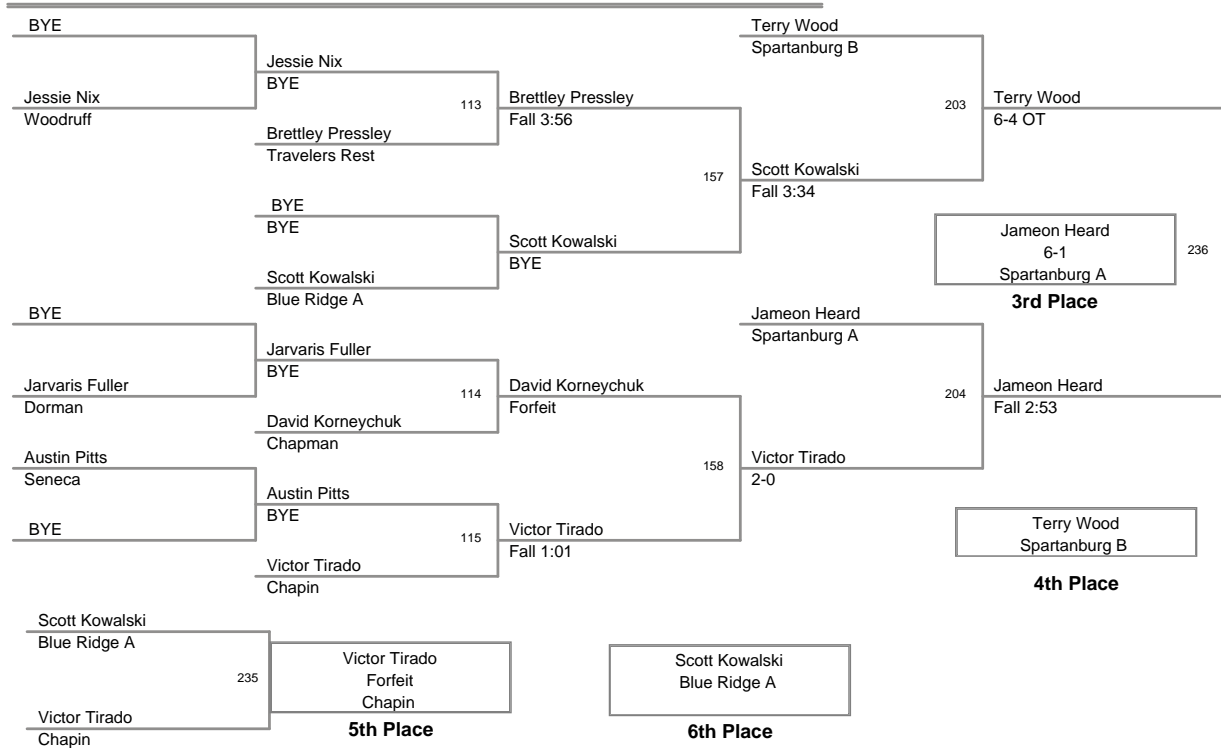 BYE
Jessie Nix
Woodruff
Jessie Nix
BYE
113
Brettley Pressley
Travelers Rest
Brettley Pressley
Fall 3:56
BYE
BYE
Scott Kowalski
Blue Ridge A
Scott Kowalski
BYE
157
Scott Kowalski
Fall 3:34
Terry Wood
Spartanburg B
203
Terry Wood
6-4 OT
Jameon Heard
6-1
Spartanburg A
236
3rd Place
BYE
Jarvaris Fuller
Dorman
Jarvaris Fuller
BYE
114
David Korneychuk
Chapman
David Korneychuk
Forfeit
Austin Pitts
Seneca
BYE
Austin Pitts
BYE
115
Victor Tirado
Chapin
Victor Tirado
Fall 1:01
158
Victor Tirado
2-0
Jameon Heard
Spartanburg A
204
Jameon Heard
Fall 2:53
Terry Wood
Spartanburg B
4th Place
Scott Kowalski
Blue Ridge A
235
Victor Tirado
Chapin
Victor Tirado
Forfeit
Chapin
5th Place
Scott Kowalski
Blue Ridge A
6th Place